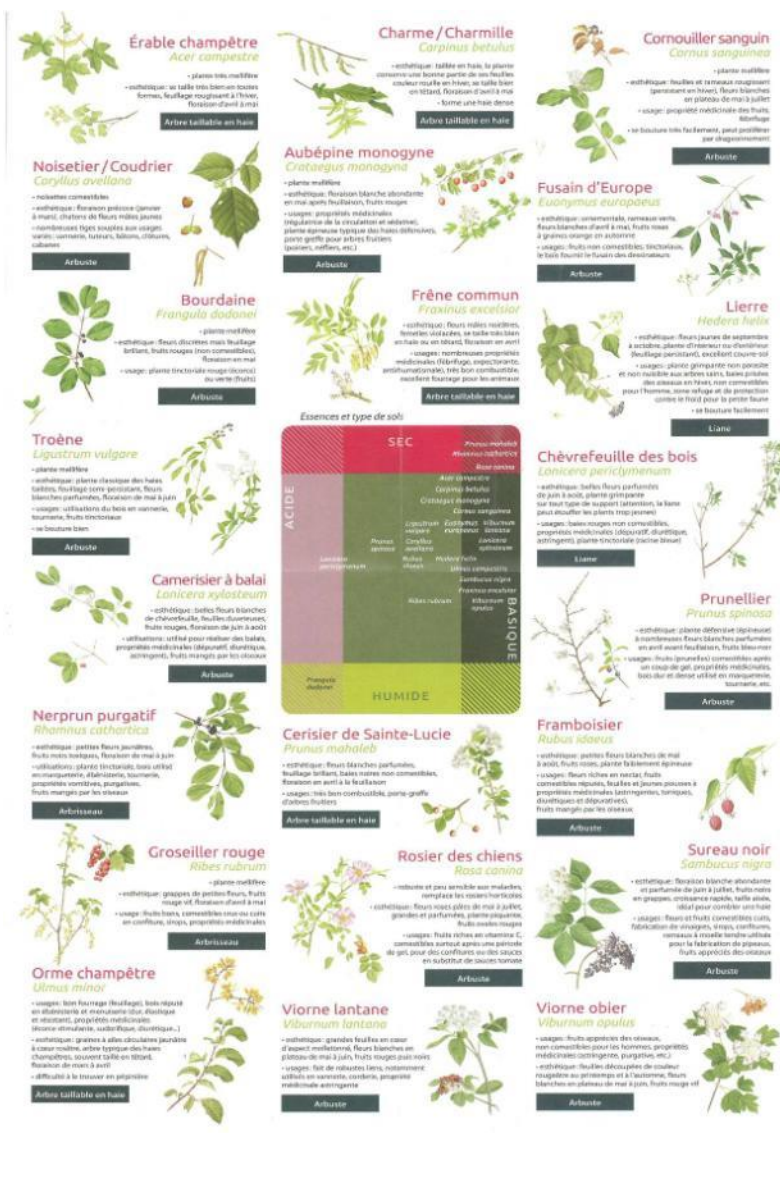 Érable champêtre
Acer campestre
• plante très mellifère
• esthétique: se taille très bien en toutes
formes, feuillage rougissant à l'hiver,
floraison d'avril à mai
Arbre taillable en haie
Charme/Charmille
Carpinus betulus
• esthétique: taillée en haie, la plante
conserve une bonne partie de ses feuilles
couleur rouille en hiver, se taille bien
en têtard, floraison d'avril à mai
• forme une haie dense
Arbre taillable en haie
Cornouiller sanguin
Cornus sanguinea
• plante mellifère
• esthétique: feuilles et rameaux rougissant
(persistant en hiver), fleurs blanches
en plateau de mai à juillet
• usage: propriété médicinale des fruits,
fébrifuge
• se bouture très facilement, peut proliférer
par drageonnement
Arbuste
Noisetier/Coudrier
Coryllus avellana
• noisettes comestibles
• esthétique: floraison précoce (janvier
à mars), chatons de fleurs mâles jaunes
• nombreuses tiges souples aux usages
variés: vannerie, tuteurs, bâtons, clôtures,
cabanes
Arbuste
Aubépine monogyne
Crataegus monogyna
• plante mellifère
• esthétique: floraison blanche abondante
en mai après feuillaison, fruits rouges
• usages: propriétés médicinales
(régulatrice de la circulation et sédative),
plante épineuse typique des haies défensives,
porte greffe pour arbres fruitiers
(poiriers, néfliers, etc.)
Arbuste
Fusain d'Europe
Euonymus europaeus
• esthétique: ornementale, rameaux verts,
fleurs blanches d'avril à mai, fruits roses
à graines orange en automne
• usages: fruits non comestibles, tinctoriaux,
le bois fournit le fusain des dessinateurs
Arbuste
Bourdaine
Frangula dodonei
• plante mellifère
• esthétique: fleurs discrètes mais feuillage
brillant, fruits rouges (non comestibles),
floraison en mai
• usage: plante tinctoriale rouge (écorce)
ou verte (fruits)
Arbuste
Frêne commun
Fraxinus excelsior
• esthétique: fleurs mâles noirâtres,
femelles violacées, se taille très bien
en haie ou en têtard, floraison en avril
• usages: nombreuses propriétés
médicinales (fébrifuge, expectorante,
antirhumatismale), très bon combustible,
excellent fourrage pour les animaux
Arbre taillable en haie
Lierre
Hedera helix
• esthétique: fleurs jaunes de septembre
à octobre, plante d'intérieur ou d'extérieur
(feuillage persistant), excellent couvre-sol
• usages: plante grimpante non parasite
et non nuisible aux arbres sains, baies prisées
des oiseaux en hiver, non comestibles
pour l'homme, zone refuge et de protection
contre le froid pour la petite faune
• se bouture facilement
Liane
Troène
Ligustrum vulgare
• plante mellifère
• esthétique: plante classique des haies
taillées, feuillage semi-persistant, fleurs
blanches parfumées, floraison de mai à juin
• usages: utilisations du bois en vannerie,
tournerie, fruits tinctoriaux
• se bouture bien
Arbuste
Essences et type de sols
SEC
Prunus mahaleb
Rhamnus cathartica
Rosa canina
ACIDE
Acer campestre
Carpinus betulus
Crataegus monogyna
Cornus sanguinea
Ligustrum Euonymus Viburnum
vulgare europaeus lantana
Prunus Coryllus Lonicera
spinosa avellana xylosteum
Lonicera Rubus Hedera helix
periclymenum idaeus
Ulmus campestris
Sambucus nigra
Fraxinus excelsior
Ribes rubrum Viburnum
opulus
BASIQUE
Frangula
dodonei
HUMIDE
Chèvrefeuille des bois
Lonicera periclymenum
• esthétique: belles fleurs parfumées
de juin à août, plante grimpante
sur tout type de support (attention, la liane
peut étouffer les plants trop jeunes)
• usages: baies rouges non comestibles,
propriétés médicinales (dépuratif, diurétique,
astringent), plante tinctoriale (racine bleue)
Liane
Camerisier à balai
Lonicera xylosteum
• esthétique: belles fleurs blanches
de chèvrefeuille, feuilles duveteuses,
fruits rouges, floraison de juin à août
• utilisations: utilisé pour réaliser des balais,
propriétés médicinales (dépuratif, diurétique,
astringent), fruits mangés par les oiseaux
Arbuste
Prunellier
Prunus spinosa
• esthétique: plante défensive (épineuse)
à nombreuses fleurs blanches parfumées
en avril avant feuillaison, fruits bleu-mer
• usages: fruits (prunelles) comestibles après
un coup de gel, propriétés médicinales,
bois dur et dense utilisé en marqueterie,
tournerie, etc.
Arbuste
Nerprun purgatif
Rhamnus cathartica
• esthétique: petites fleurs jaunâtres,
fruits noirs toxiques, floraison de mai à juin
• utilisations: plante tinctoriale, bois utilisé
en marqueterie, ébénisterie, tournerie,
propriétés vomitives, purgatives,
fruits mangés par les oiseaux
Arbrisseau
Cerisier de Sainte-Lucie
Prunus mahaleb
• esthétique: fleurs blanches parfumées,
feuillage brillant, baies noires non comestibles,
floraison en avril à la feuillaison
• usages: très bon combustible, porte-greffe
d'arbres fruitiers
Arbre taillable en haie
Framboisier
Rubus idaeus
• esthétique: petites fleurs blanches de mai
à août, fruits roses, plante faiblement épineuse
• usages: fleurs riches en nectar, fruits
comestibles réputés, feuilles et jeunes pousses à
propriétés médicinales (astringentes, toniques,
diurétiques et dépuratives),
fruits mangés par les oiseaux
Arbuste
Groseiller rouge
Ribes rubrum
• plante mellifère
• esthétique: grappes de petites fleurs, fruits
rouge vif, floraison d'avril à mai
• usage: fruits bons, comestibles crus ou cuits
en confiture, sirops, propriétés médicinales
Arbrisseau
Rosier des chiens
Rosa canina
• robuste et peu sensible aux maladies,
remplace les rosiers horticoles
• esthétique: fleurs roses pâles de mai à juillet,
grandes et parfumées, plante piquante,
fruits ovales rouges
• usages: fruits riches en vitamine C,
comestibles surtout après une période
de gel, pour des confitures ou des sauces
en substitut de sauces tomate
Arbuste
Sureau noir
Sambucus nigra
• esthétique: floraison blanche abondante
et parfumée de juin à juillet, fruits noirs
en grappes, croissance rapide, taille aisée,
idéal pour combler une haie
• usages: fleurs et fruits comestibles cuits,
fabrication de vinaigres, sirops, confitures,
rameaux à moelle tendre utilisés
pour la fabrication de pipeaux,
fruits appréciés des oiseaux
Arbuste
Orme champêtre
Ulmus minor
• usages: bon fourrage (feuillage), bois réputé
en ébénisterie et menuiserie (dur, élastique
et résistant), propriétés médicinales
(écorce stimulante, sudorifique, diurétique...)
• esthétique: graines à ailes circulaires jaunâtre
à cœur rosâtre, arbre typique des haies
champêtres, souvent taillé en têtard,
floraison de mars à avril
• difficulté à le trouver en pépinière
Arbre taillable en haie
Viorne lantane
Viburnum lantana
• esthétique: grandes feuilles en cœur
d'aspect molletonné, fleurs blanches en
plateau de mai à juin, fruits rouges puis noirs
• usages: fait de robustes liens, notamment
utilisés en vannerie, corderie, propriété
médicinale astringente
Arbuste
Viorne obier
Viburnum opulus
• usages: fruits appréciés des oiseaux,
non comestibles pour les hommes, propriétés
médicinales (astringente, purgative, etc.)
• esthétique: feuilles découpées de couleur
rougeâtre au printemps et à l'automne, fleurs
blanches en plateau de mai à juin, fruits rouge vif
Arbuste